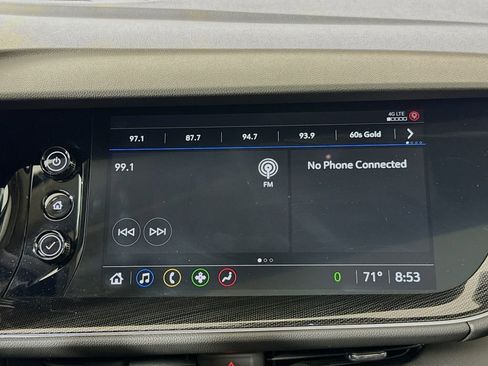 4G LTE
97.1 87.7 94.7 93.9 60s Gold
99.1
FM
No Phone Connected
0 71° 8:53